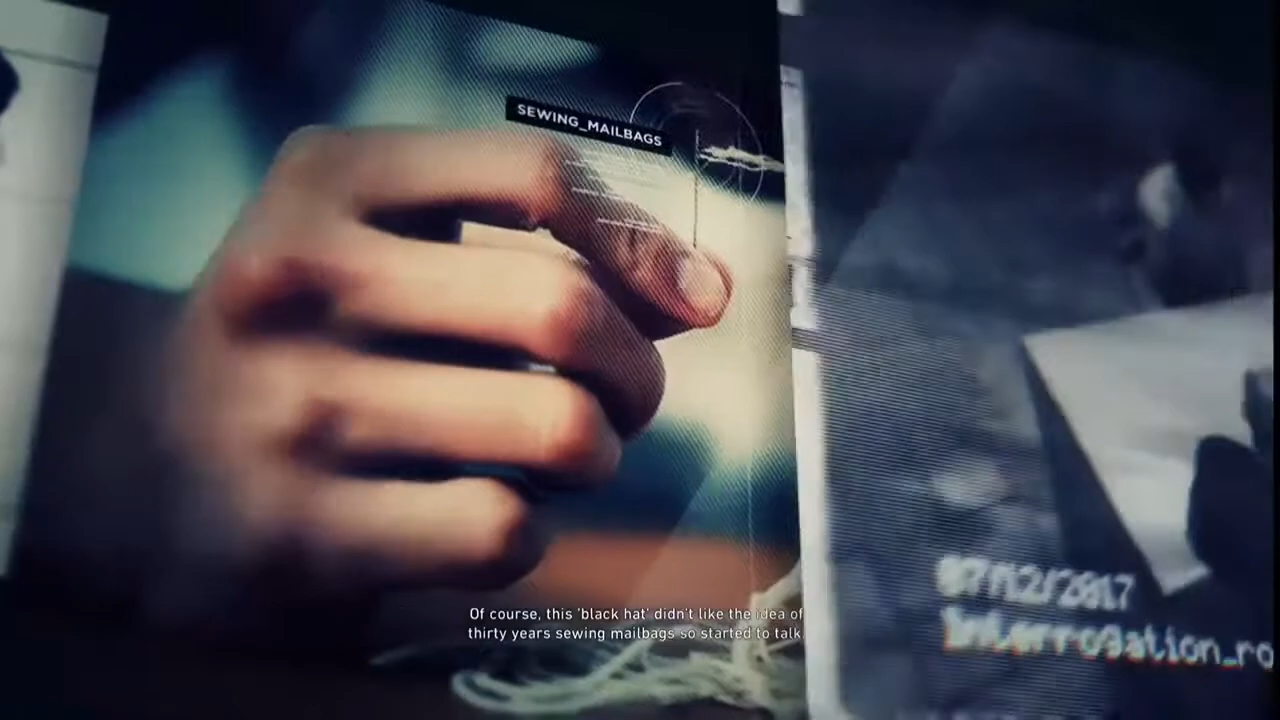 SEWING_MAILBAGS
Of course, this 'black hat' didn't like the idea of
thirty years sewing mailbags so started to talk.
07/12/2017
Interrogation_ro